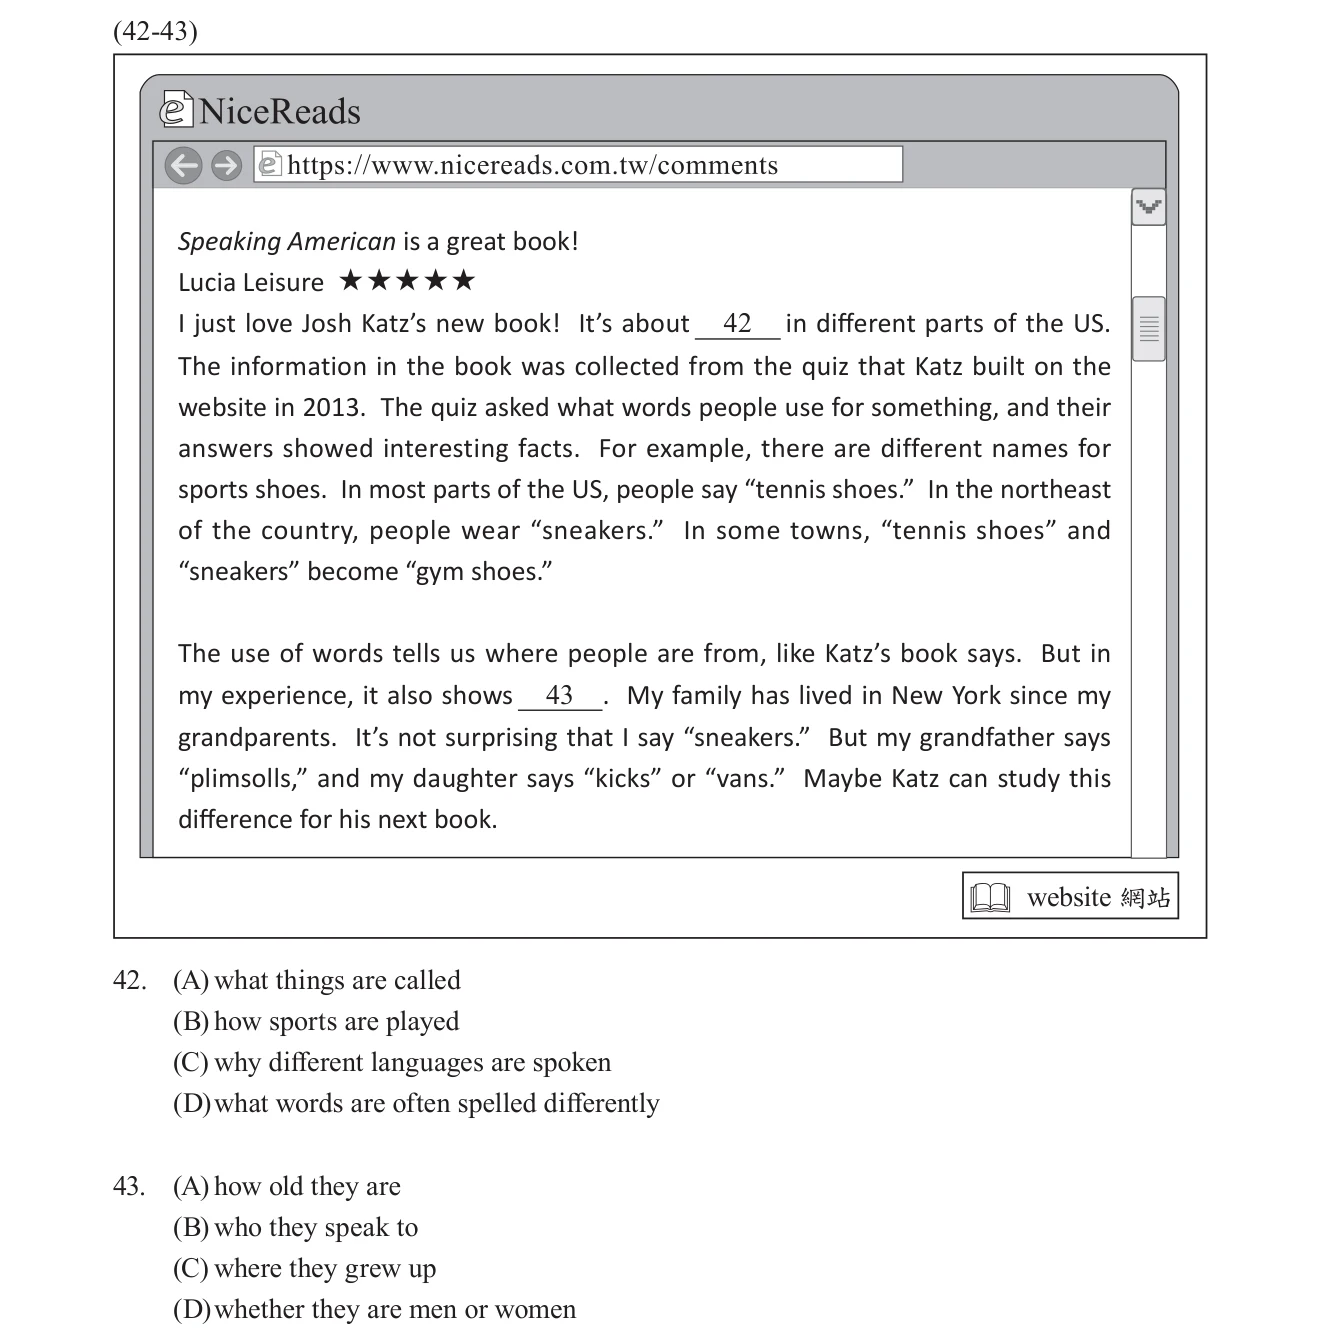 (42-43)
NiceReads
https://www.nicereads.com.tw/comments
Speaking American is a great book!
Lucia Leisure ★★★★★
I just love Josh Katz’s new book! It’s about 42 in different parts of the US.
The information in the book was collected from the quiz that Katz built on the
website in 2013. The quiz asked what words people use for something, and their
answers showed interesting facts. For example, there are different names for
sports shoes. In most parts of the US, people say “tennis shoes.” In the northeast
of the country, people wear “sneakers.” In some towns, “tennis shoes” and
“sneakers” become “gym shoes.”
The use of words tells us where people are from, like Katz’s book says. But in
my experience, it also shows 43 . My family has lived in New York since my
grandparents. It’s not surprising that I say “sneakers.” But my grandfather says
“plimsolls,” and my daughter says “kicks” or “vans.” Maybe Katz can study this
difference for his next book.
website 網站
42. (A) what things are called
(B) how sports are played
(C) why different languages are spoken
(D) what words are often spelled differently
43. (A) how old they are
(B) who they speak to
(C) where they grew up
(D) whether they are men or women